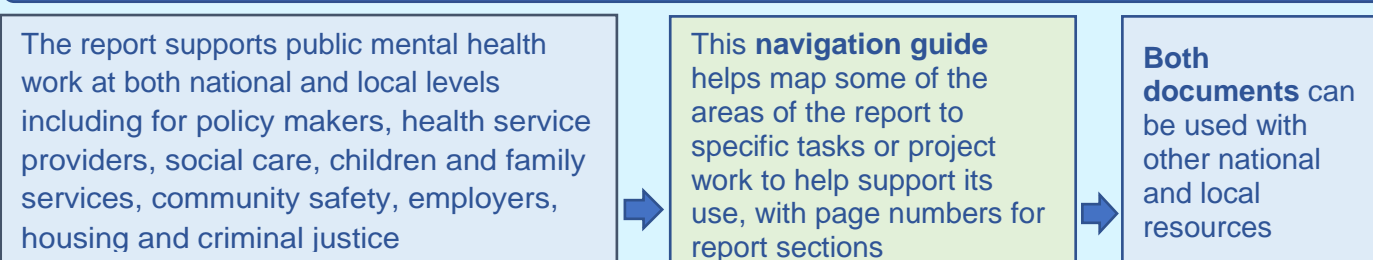 The report supports public mental health
work at both national and local levels
including for policy makers, health service
providers, social care, children and family
services, community safety, employers,
housing and criminal justice
This navigation guide
helps map some of the
areas of the report to
specific tasks or project
work to help support its
use, with page numbers for
report sections
Both
documents can
be used with
other national
and local
resources